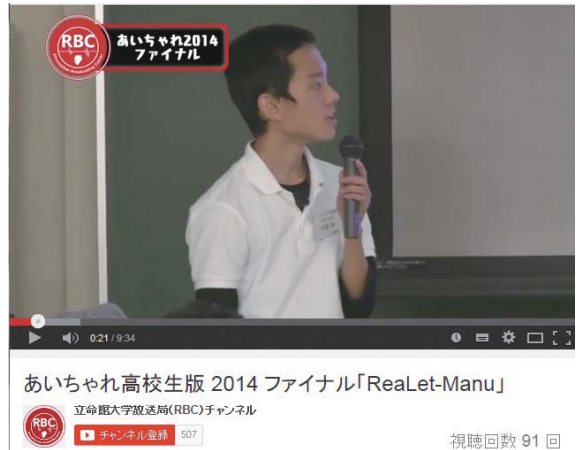 RBC
あいちゃれ2014
ファイナル
0:21 / 9:34
あいちゃれ高校生版 2014 ファイナル「ReaLet-Manu」
RBC
立命館大学放送局(RBC)チャンネル
チャンネル登録 507
視聴回数 91 回